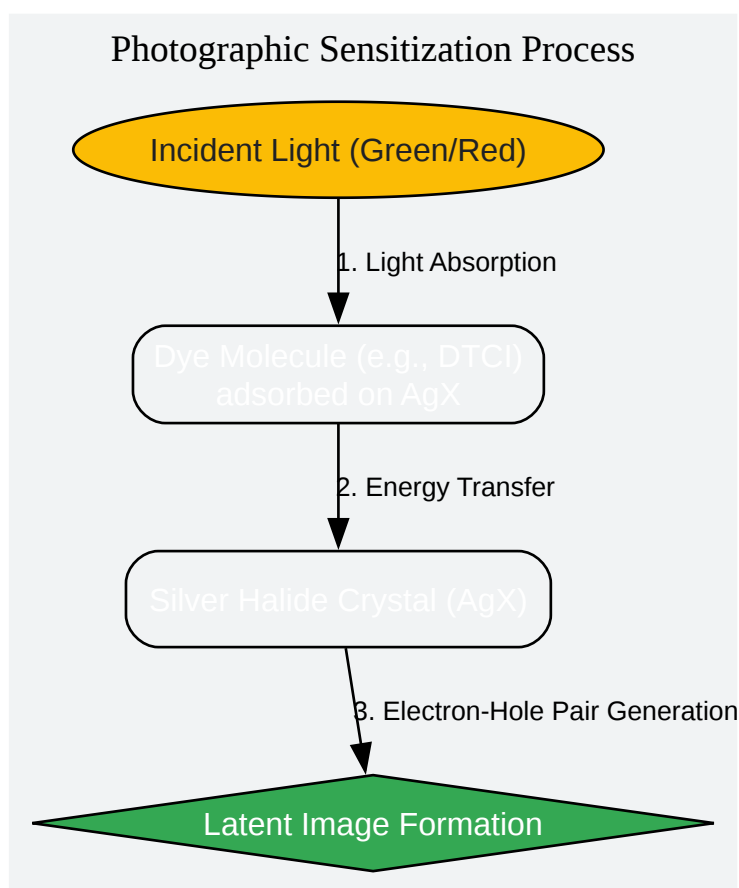 Photographic Sensitization Process
Incident Light (Green/Red)
1. Light Absorption
Dye Molecule (e.g., DTCI)
adsorbed on AgX
2. Energy Transfer
Silver Halide Crystal (AgX)
3. Electron-Hole Pair Generation
Latent Image Formation